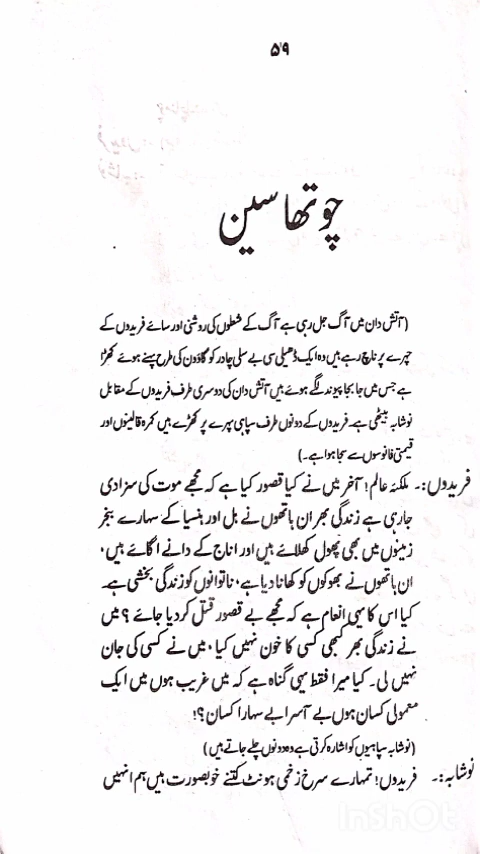 ۵۹
چوتھا سین
(آتش دان میں آگ جل رہی ہے آگ کے شعلوں کی روشنی اور سائے فریدوں کے
چہرے پر ناچ رہے ہیں وہ ایک ڈھیلی سی بے سلی چادر کو گاؤون کی طرح پہنے ہوئے کھڑا
ہے جس میں جا بجا پیوند لگے ہوئے ہیں آتش دان کی دوسری طرف فریدوں کے مقابل
نوشابہ بیٹھی ہے۔ فریدوں کے دونوں طرف سپاہی پہرے پر کھڑے ہیں کمرہ قالینوں اور
قیمتی فانوسوں سے سجا ہوا ہے۔)
فریدوں:۔ ملکئہ عالم! آخر میں نے کیا قصور کیا ہے کہ مجھے موت کی سزا دی
جارہی ہے زندگی بھر ان ہاتھوں نے ہل اور ہنسیا کے سہارے بنجر
زمینوں میں بھی پھول کھلائے ہیں اور اناج کے دانے اگائے ہیں،
ان ہاتھوں نے بھوکوں کو کھانا دیا ہے، ناتوانوں کو زندگی بخشی ہے۔
کیا اس کا یہی انعام ہے کہ مجھے بے قصور قتل کر دیا جائے؟ میں
نے زندگی بھر کبھی کسی کا خون نہیں کیا، میں نے کسی کی جان
نہیں لی۔ کیا میرا فقط یہی گناہ ہے کہ میں غریب ہوں میں ایک
معمولی کسان ہوں بے آسرا بے سہارا کسان؟!
(نوشابہ سپاہیوں کو اشارہ کرتی ہے وہ دونوں چلے جاتے ہیں)
نوشابہ:۔ فریدوں! تمہارے سرخ زخمی ہونٹ کتنے خوبصورت ہیں ہم انہیں
InShOt